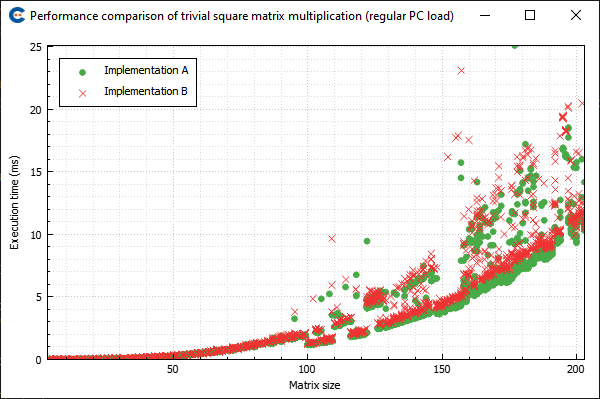 Performance comparison of trivial square matrix multiplication (regular PC load)
25
Implementation A
Implementation B
20
15
10
5
0
Execution time (ms)
50
100
150
200
Matrix size